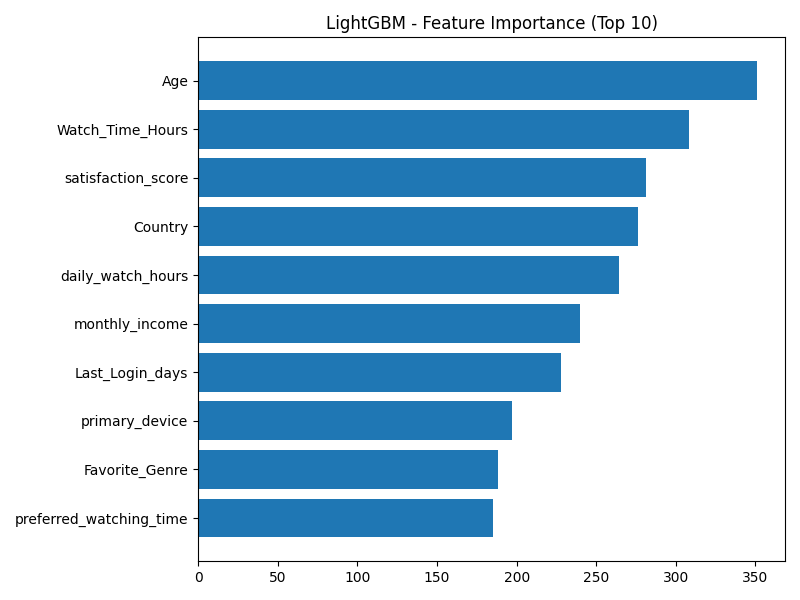 LightGBM - Feature Importance (Top 10)
Age
Watch_Time_Hours
satisfaction_score
Country
daily_watch_hours
monthly_income
Last_Login_days
primary_device
Favorite_Genre
preferred_watching_time
0 50 100 150 200 250 300 350